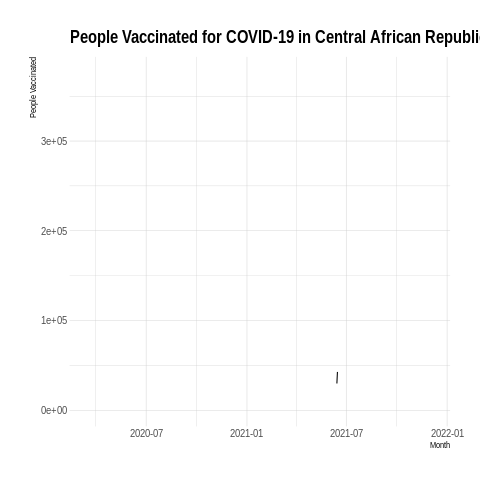 People Vaccinated for COVID-19 in Central African Republi
People Vaccinated
3e+05
2e+05
1e+05
0e+00
2020-07 2021-01 2021-07 2022-01
Month